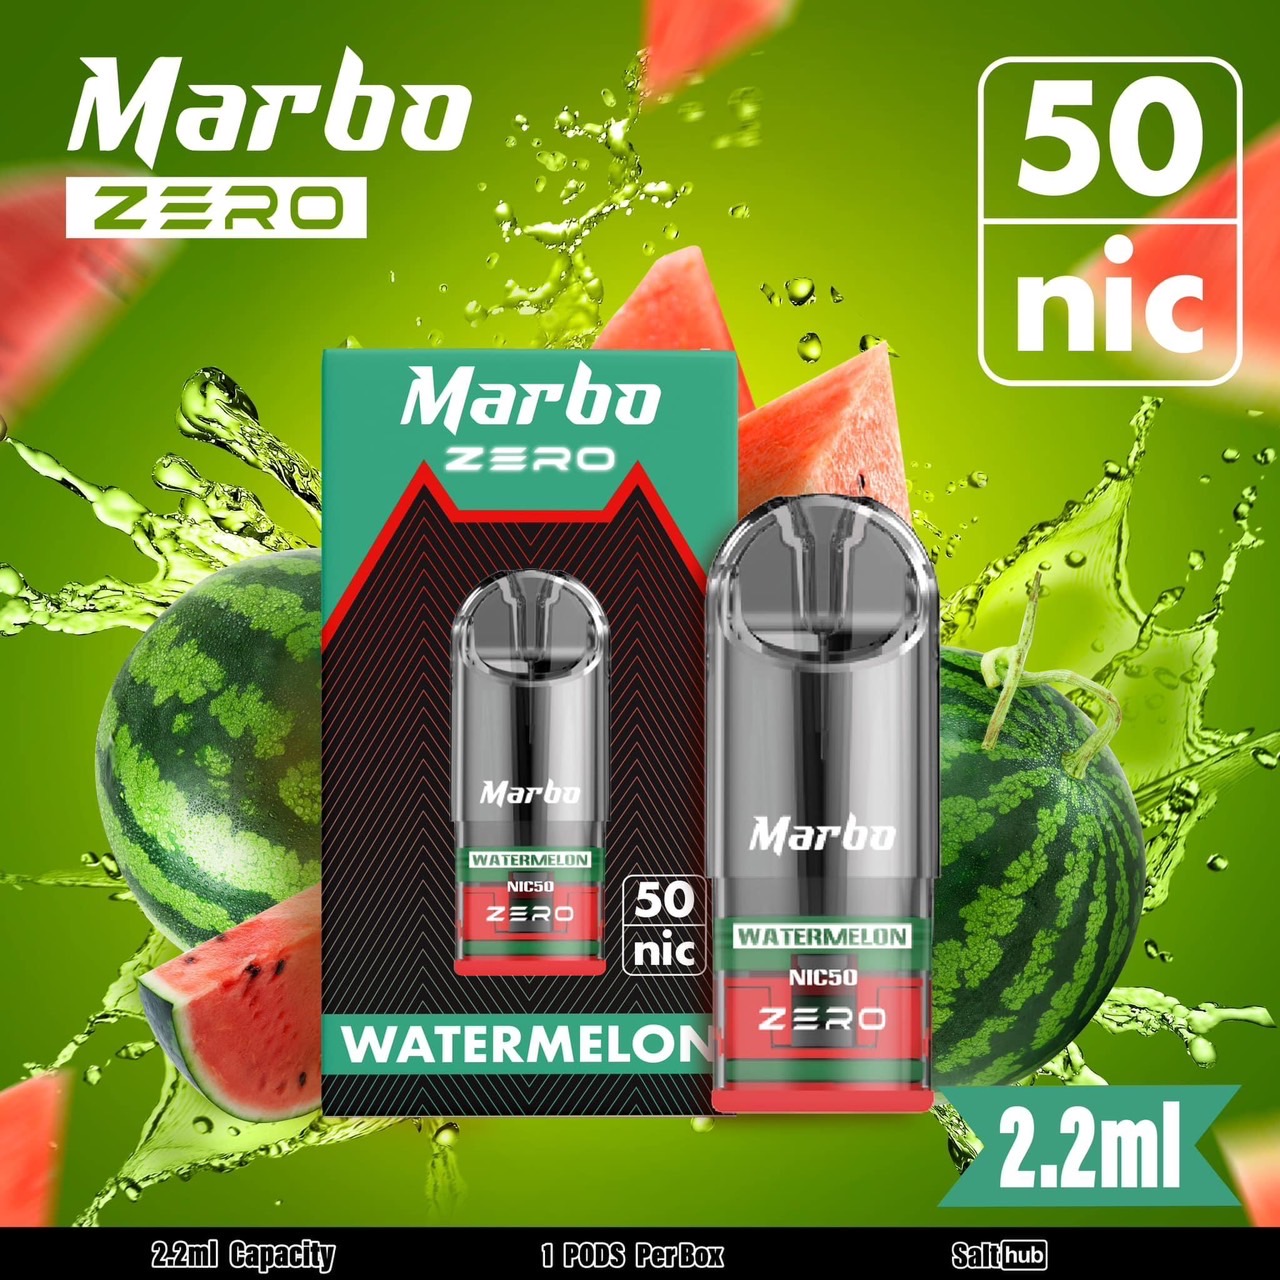 Marbo
ZERO
50
nic
Marbo
ZERO
Marbo
WATERMELON
NIC50
ZERO
50
nic
WATERMELON
Marbo
WATERMELON
NIC50
ZERO
2.2ml
2.2ml Capacity
1 PODS Per Box
Salt hub